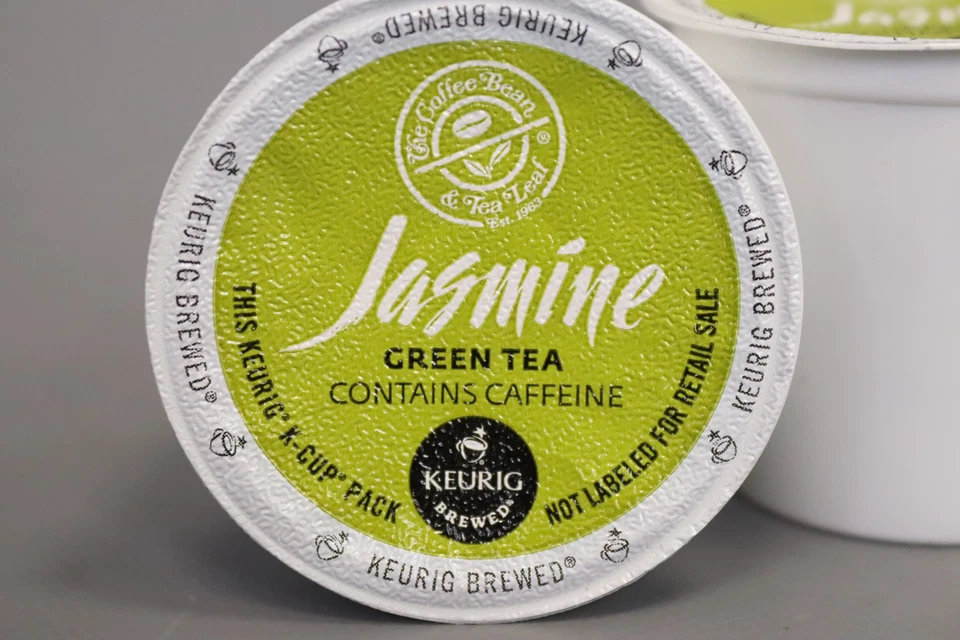 KEURIG BREWED®
The Coffee Bean
®
& Tea Leaf
Est. 1963
Jasmine
GREEN TEA
CONTAINS CAFFEINE
THIS KEURIG® K-CUP® PACK
NOT LABELED FOR RETAIL SALE
KEURIG
BREWED®
KEURIG BREWED®
KEURIG BREWED®
KEURIG BREWED®